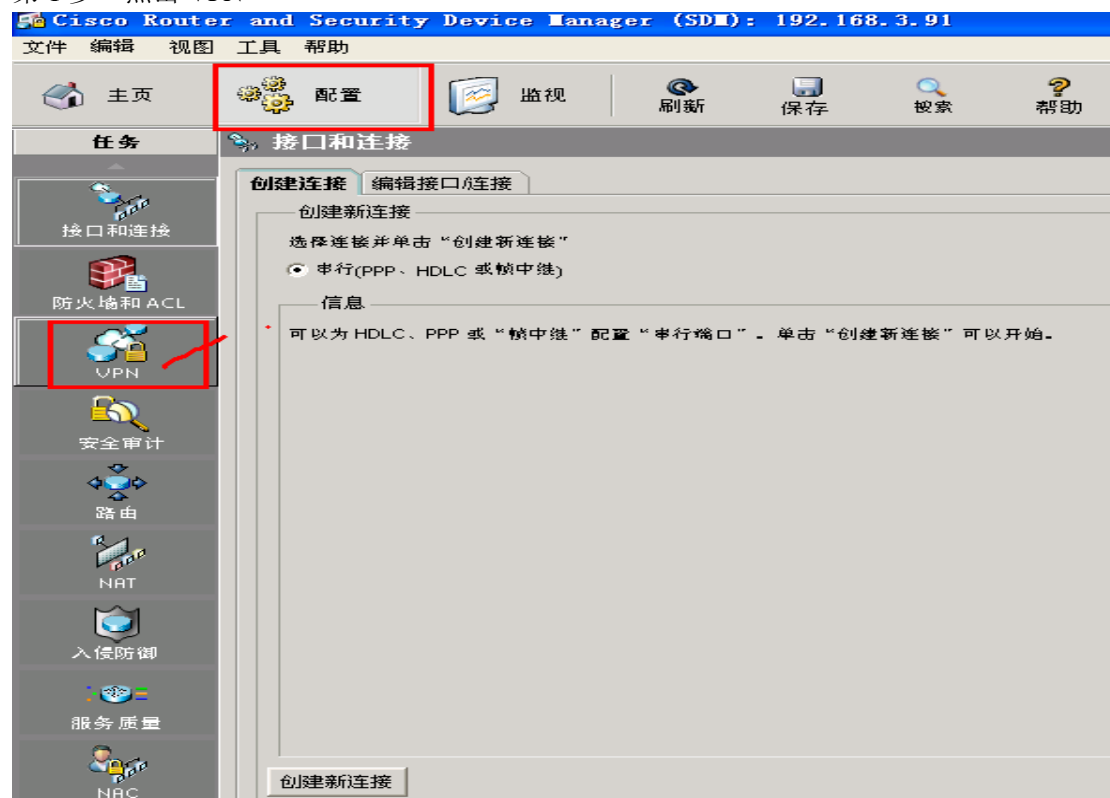 Cisco Router and Security Device Manager (SDM): 192.168.3.91
文件 编辑 视图 工具 帮助
主页 配置 监视 刷新 保存 搜索 帮助
任务
接口和连接
创建连接 编辑接口/连接
创建新连接
选择连接并单击“创建新连接”
串行(PPP、HDLC 或帧中继)
信息
可以为 HDLC、PPP 或“帧中继”配置“串行端口”。单击“创建新连接”可以开始。
接口和连接
防火墙和 ACL
VPN
安全审计
路由
NAT
入侵防御
服务质量
NAC
创建新连接